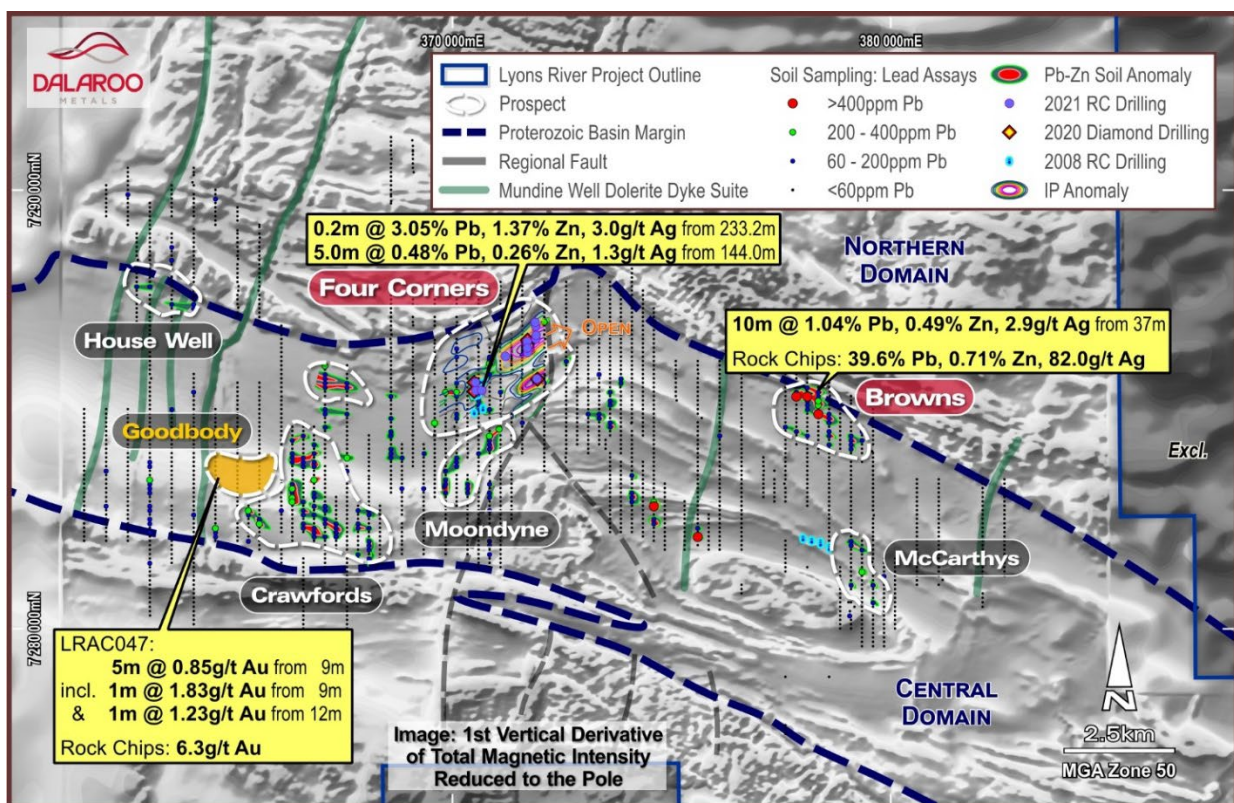 DALAROO
METALS
370 000mE
380 000mE
7 290 000mN
7 280 000mN
Lyons River Project Outline
Prospect
Proterozoic Basin Margin
Regional Fault
Mundine Well Dolerite Dyke Suite
Soil Sampling: Lead Assays
>400ppm Pb
200 - 400ppm Pb
60 - 200ppm Pb
<60ppm Pb
Pb-Zn Soil Anomaly
2021 RC Drilling
2020 Diamond Drilling
2008 RC Drilling
IP Anomaly
0.2m @ 3.05% Pb, 1.37% Zn, 3.0g/t Ag from 233.2m
5.0m @ 0.48% Pb, 0.26% Zn, 1.3g/t Ag from 144.0m
NORTHERN
DOMAIN
Four Corners
OPEN
House Well
10m @ 1.04% Pb, 0.49% Zn, 2.9g/t Ag from 37m
Rock Chips: 39.6% Pb, 0.71% Zn, 82.0g/t Ag
Browns
Goodbody
Excl.
Moondyne
McCarthys
Crawfords
LRAC047:
5m @ 0.85g/t Au from 9m
incl. 1m @ 1.83g/t Au from 9m
& 1m @ 1.23g/t Au from 12m
Rock Chips: 6.3g/t Au
CENTRAL
DOMAIN
Image: 1st Vertical Derivative
of Total Magnetic Intensity
Reduced to the Pole
N
2.5km
MGA Zone 50